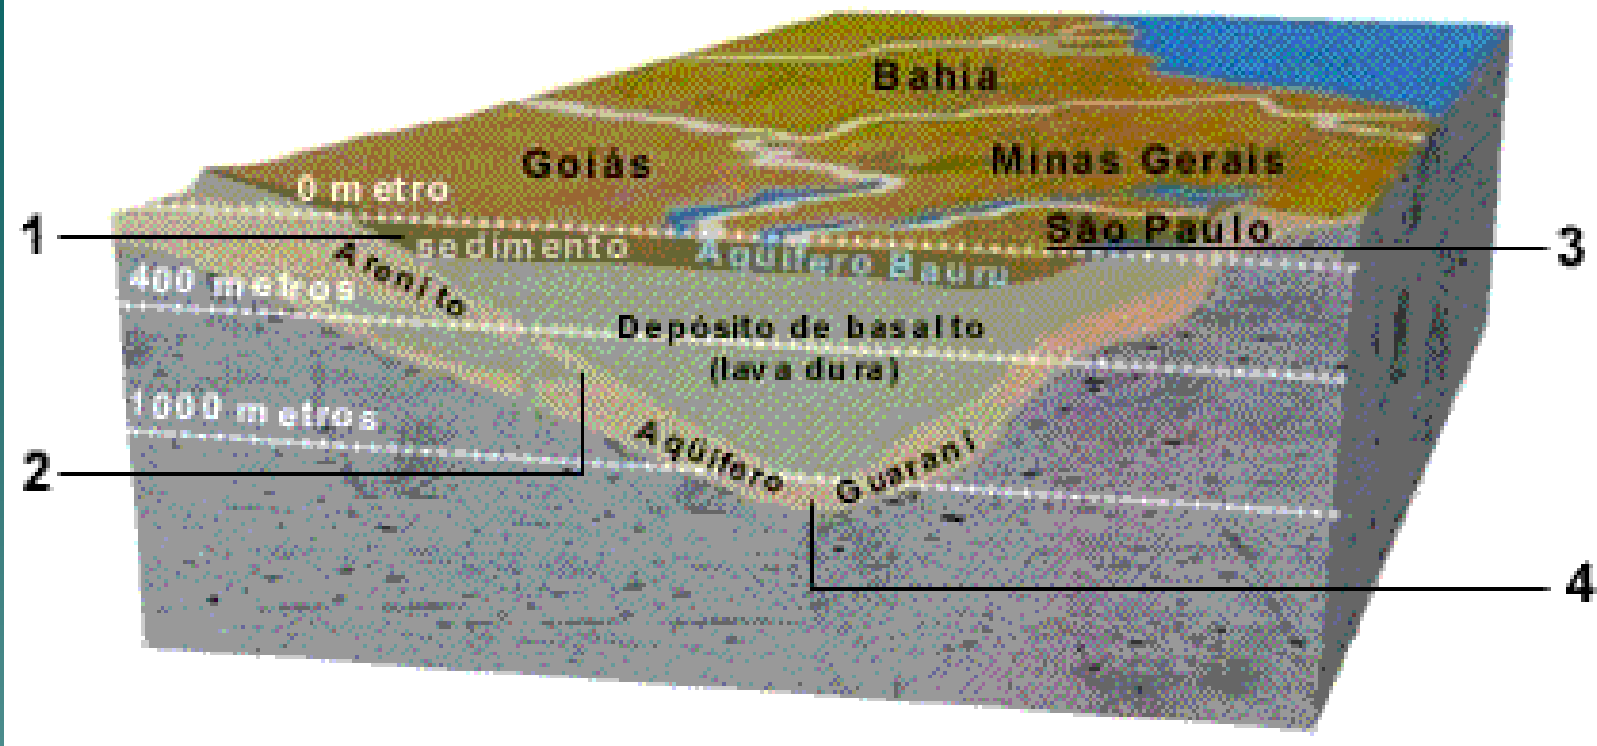 Bahia
Goiás
Minas Gerais
0 metro
São Paulo
1
sedimento
Aqüífero Bauru
3
Arenito
400 metros
Depósito de basalto
(lava dura)
1000 metros
Aqüífero Guarani
2
4